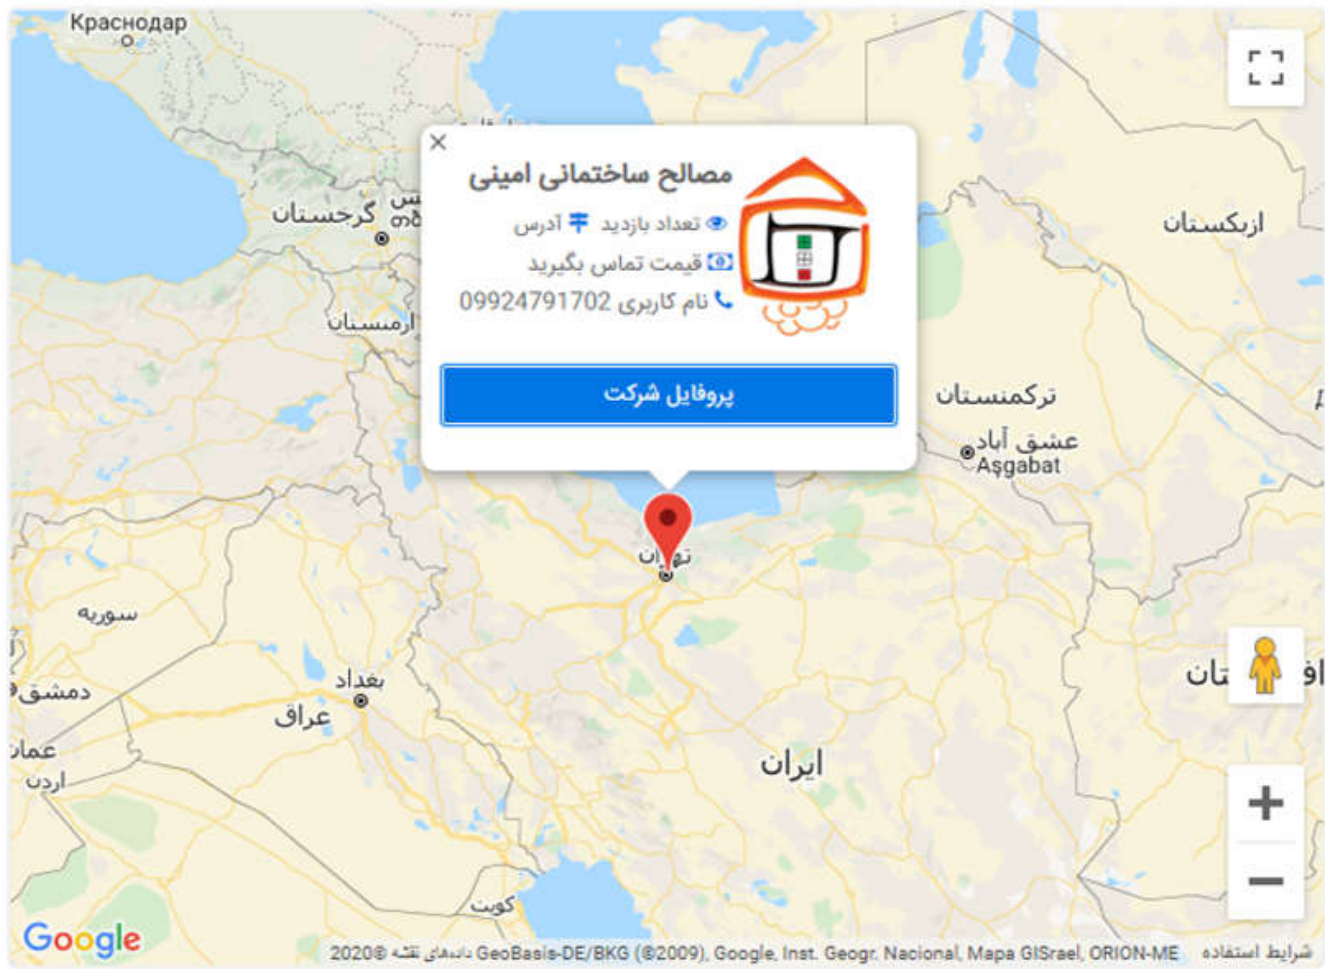 Краснодар
مصالح ساختمانی امینی
تعداد بازدید آدرس
قیمت تماس بگیرید
نام کاربری 09924791702
پروفایل شرکت
گرجستان
ازبکستان
ارمنستان
ترکمنستان
عشق آباد
Aşgabat
تهران
سوریه
دمشق
بغداد
عراق
عمان
اردن
ایران
کویت
Google
شرایط استفاده
داده‌های نقشه ©2020 GeoBasis-DE/BKG (©2009), Google, Inst. Geogr. Nacional, Mapa GISrael, ORION-ME